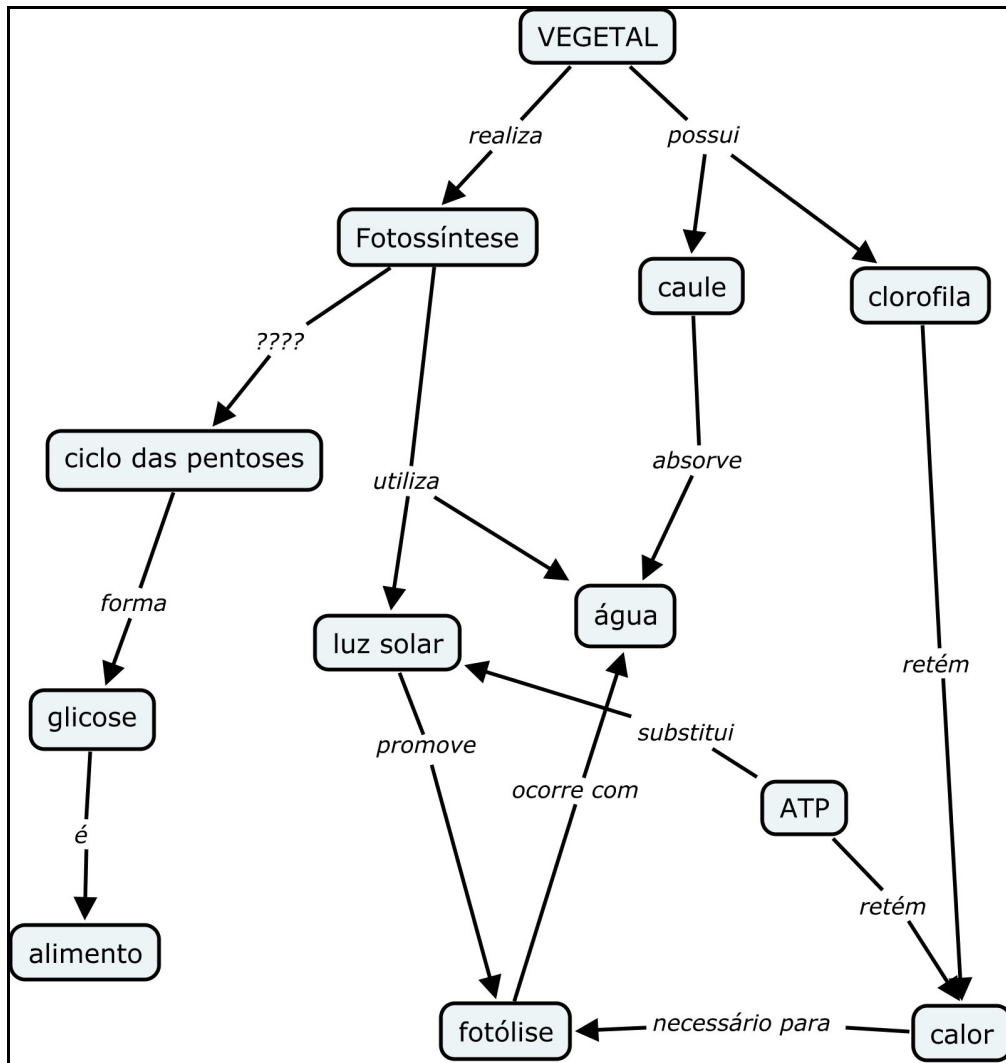 VEGETAL
realiza
possui
Fotossíntese
caule
clorofila
????
ciclo das pentoses
utiliza
absorve
forma
água
luz solar
retém
glicose
substitui
promove
ocorre com
ATP
é
retém
alimento
fotólise
necessário para
calor